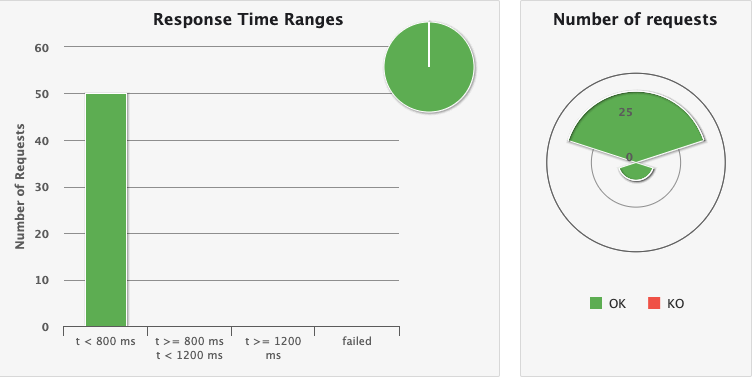 Response Time Ranges
60
50
40
30
20
10
0
Number of Requests
t < 800 ms
t >= 800 ms
t < 1200 ms
t >= 1200
ms
failed
Number of requests
25
0
OK
KO